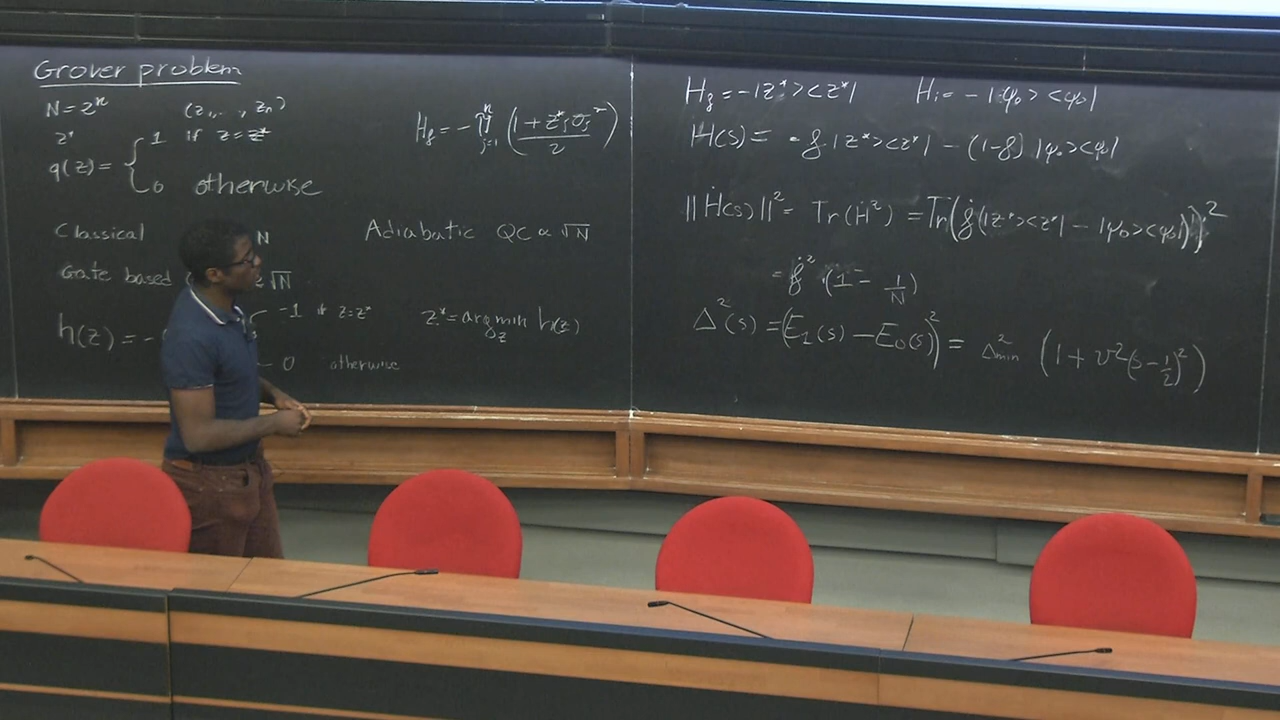 Grover problem
N = 2^n (z_1, ..., z_n)
z*
q(z) = { 1 if z = z*
0 otherwise
Classical N
Gate based √N
h(z) = - -1 if z = z*
0 otherwise
H_f = - ∏_{j=1}^{n} ( (1 + z*_j σ_j^z) / 2 )
Adiabatic QC ∝ √N
z* = argmin_z h(z)
H_f = -|z*><z*| H_i = -|φ_0><φ_0|
H(s) = -f |z*><z*| - (1-f) |φ_0><φ_0|
||Ḣ(s)||² = Tr(Ḣ²) = Tr(ḟ(|z*><z*| - |φ_0><φ_0|))²
= ḟ² (1 - 1/N)
Δ²(s) = (E_1(s) - E_0(s))² = Δ²_min (1 + v²(s - 1/2)²)